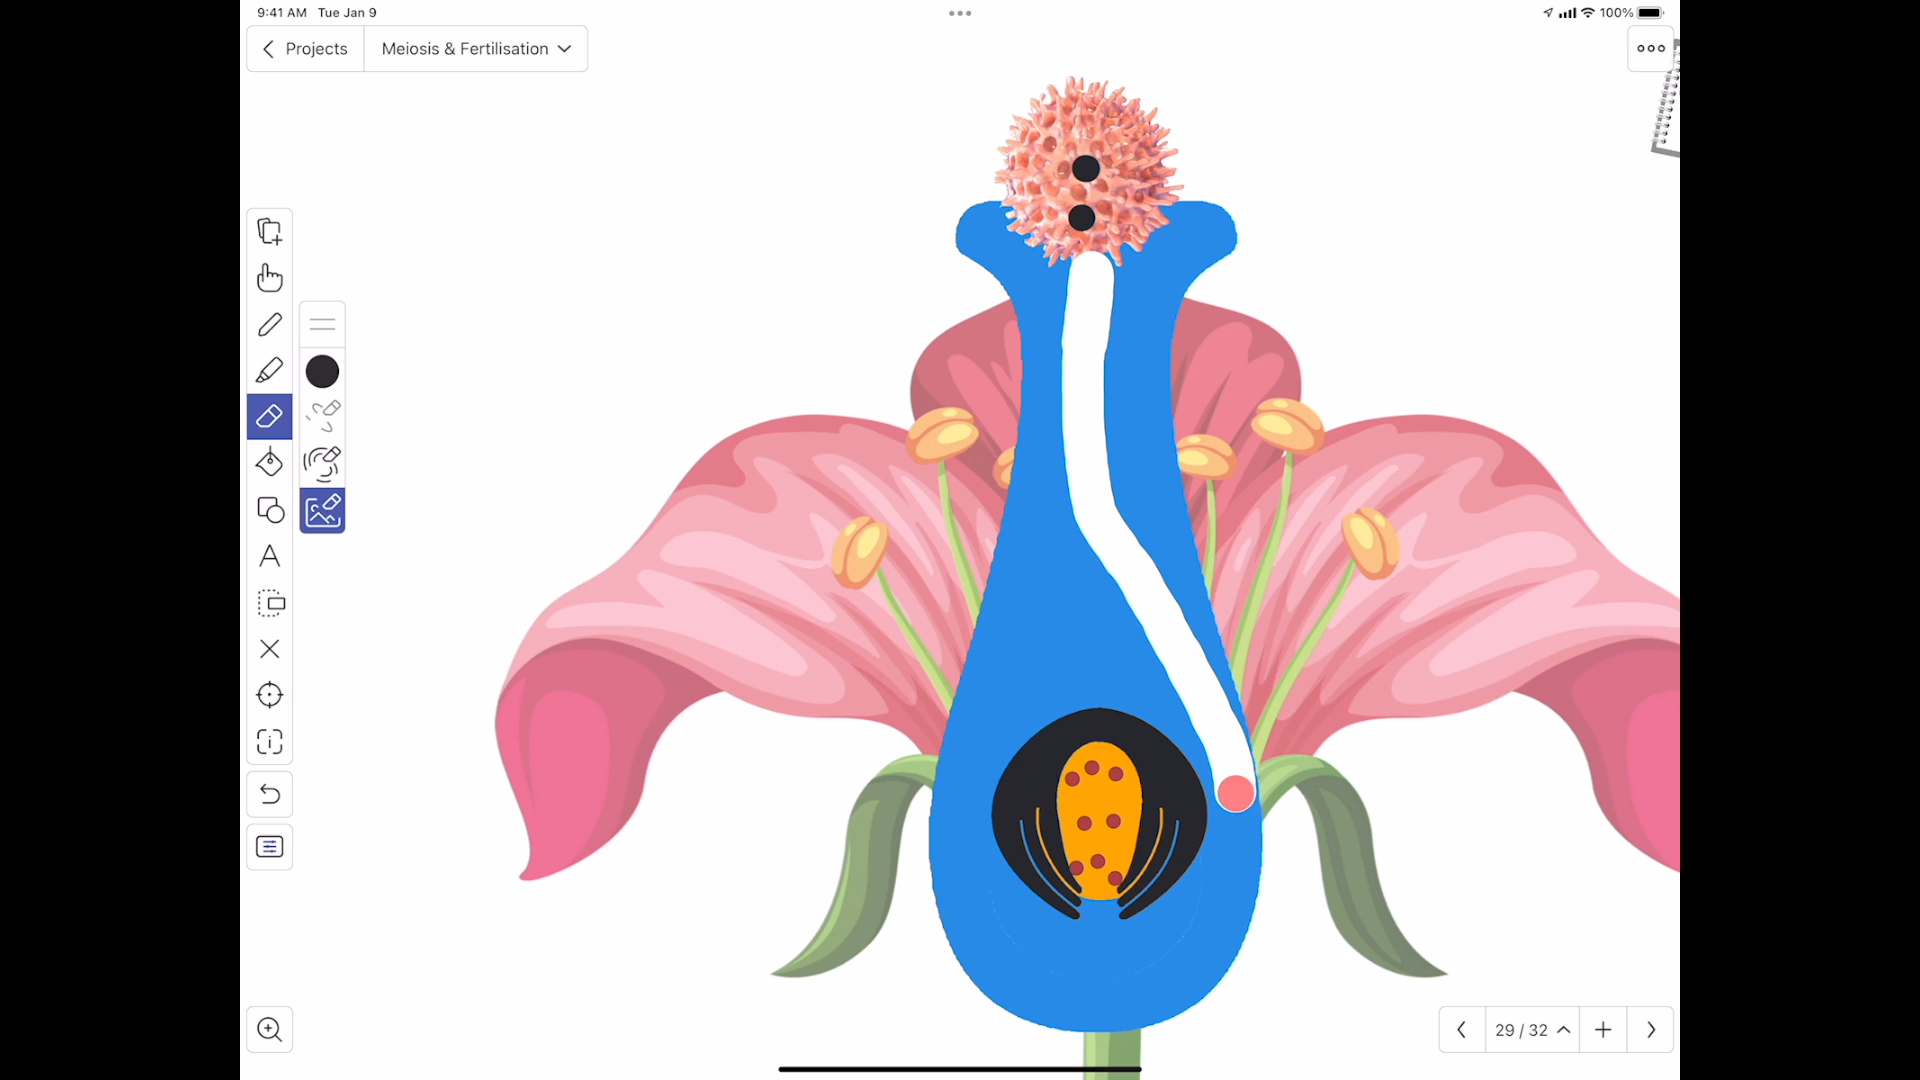 9:41 AM Tue Jan 9
100%
Projects
Meiosis & Fertilisation
29 / 32